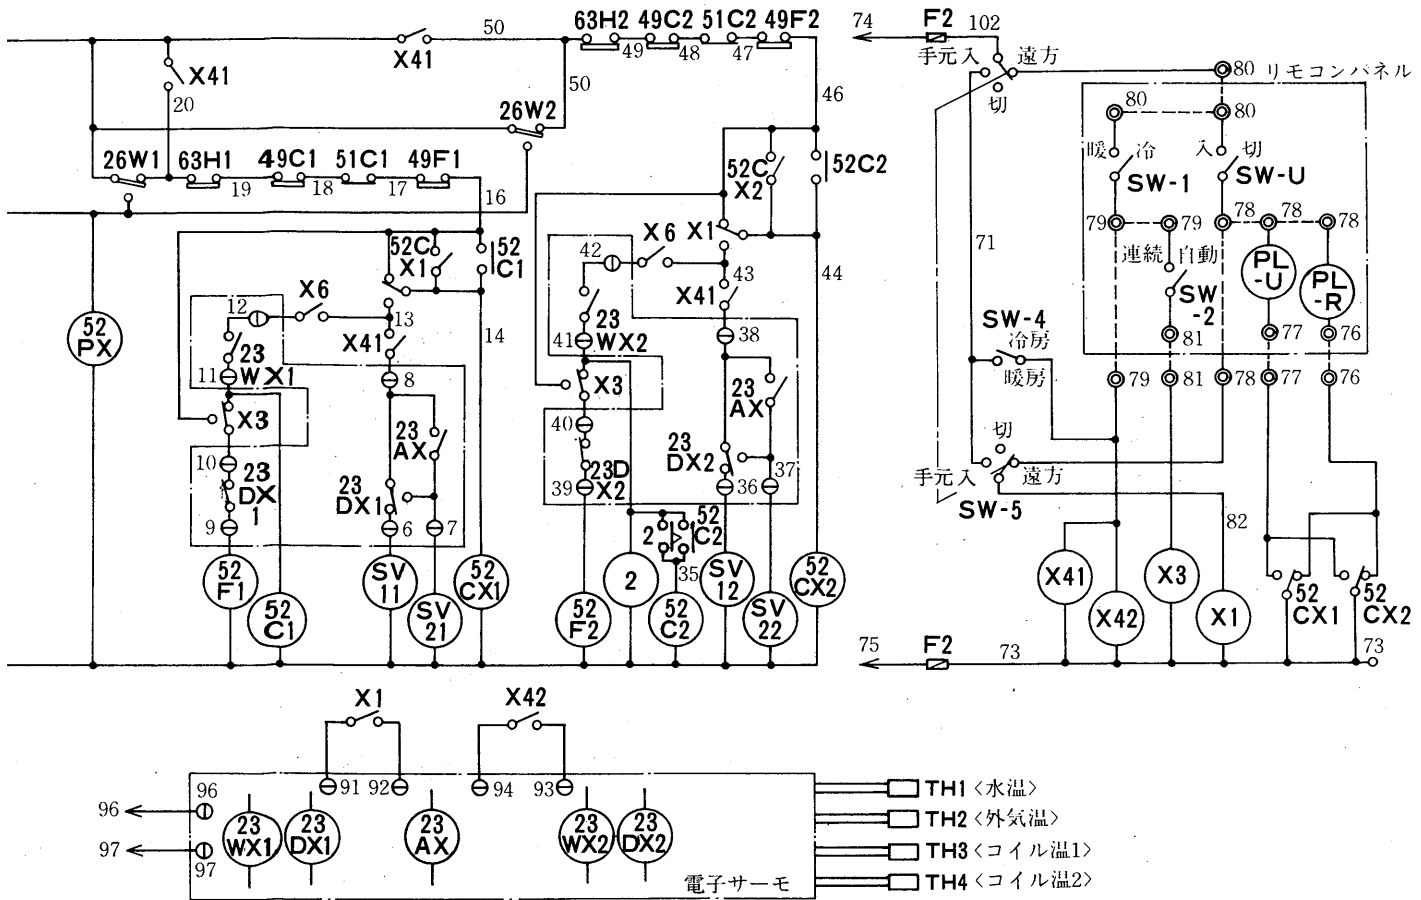 50
63H2 49C2 51C2 49F2
49 48 47
X41
X41
20
50
46
26W2
26W1 63H1 49C1 51C1 49F1
19 18 17
16
52C
X2
52C2
X1
52C
X1
52
C1
X6
42
43
44
X6
12
13
14
X41
X41
38
52
PX
23
WX1
11
41
23
WX2
8
X3
X3
23
AX
10
40
23
AX
23
DX
1
23
DX1
23
DX2
37
39
23D
X2
36
9
6
7
2
52
C2
35
52
F1
52
C1
SV
11
SV
21
52
CX1
52
F2
2
52
C2
SV
12
SV
22
52
CX2
74
F2
102
手元入
遠方
切
80
リモコンパネル
80
80
暖 冷
SW-1
入 切
SW-U
79
79
78
78
78
連続 自動
SW
-2
PL
-U
PL
-R
71
SW-4
冷房
暖房
81
77
76
79
81
78
77
76
切
手元入
遠方
SW-5
82
X41
X42
X3
X1
52
CX1
52
CX2
75
F2
73
73
X1
X42
91
92
94
93
96
96
97
97
23
WX1
23
DX1
23
AX
23
WX2
23
DX2
電子サーモ
TH1〈水温〉
TH2〈外気温〉
TH3〈コイル温1〉
TH4〈コイル温2〉